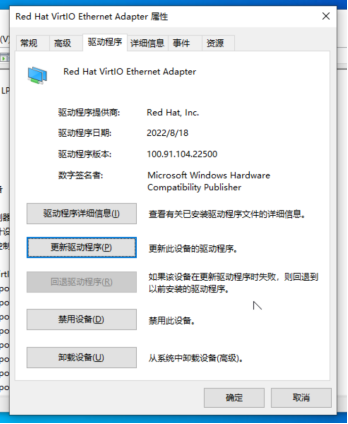 Red Hat VirtIO Ethernet Adapter 属性
常规 高级 驱动程序 详细信息 事件 资源
Red Hat VirtIO Ethernet Adapter
驱动程序提供商: Red Hat, Inc.
驱动程序日期: 2022/8/18
驱动程序版本: 100.91.104.22500
数字签名者: Microsoft Windows Hardware
Compatibility Publisher
驱动程序详细信息(I) 查看有关已安装驱动程序文件的详细信息。
更新驱动程序(P) 更新此设备的驱动程序。
回退驱动程序(R) 如果该设备在更新驱动程序时失败，则回退到
以前安装的驱动程序。
禁用设备(D) 禁用此设备。
卸载设备(U) 从系统中卸载设备(高级)。
确定 取消